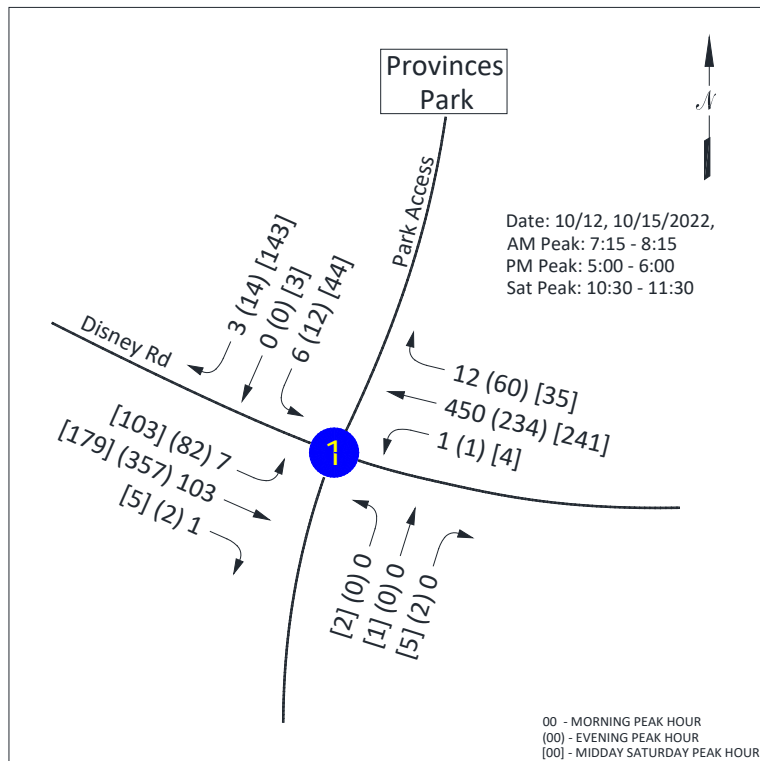 Provinces
Park
N
Park Access
Date: 10/12, 10/15/2022,
AM Peak: 7:15 - 8:15
PM Peak: 5:00 - 6:00
Sat Peak: 10:30 - 11:30
3 (14) [143]
0 (0) [3]
6 (12) [44]
Disney Rd
12 (60) [35]
450 (234) [241]
1 (1) [4]
[103] (82) 7
[179] (357) 103
[5] (2) 1
1
[2] (0) 0
[1] (0) 0
[5] (2) 0
00 - MORNING PEAK HOUR
(00) - EVENING PEAK HOUR
[00] - MIDDAY SATURDAY PEAK HOUR